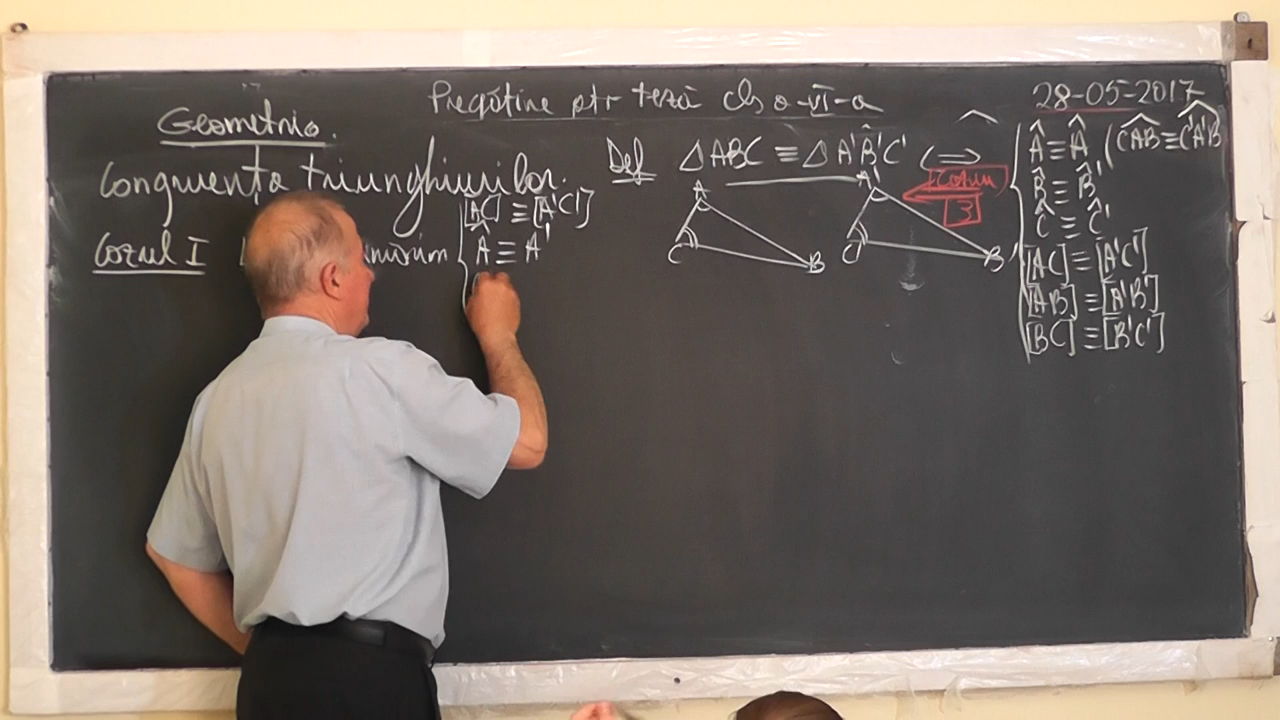 Pregătire ptr teză cls a-VI-a
28-05-2017
Geometrie.
Congruența triunghiurilor.
Cazul I
[AC] ≡ [A'C']
Â ≡ A'
Def ΔABC ≡ Δ A'B̂'C' (=>
A
C
B
A'
C'
B'
3
Â ≡ Â (CAB ≡ C'A'B
B̂ ≡ B̂'
Ĉ ≡ Ĉ'
[AC] ≡ [A'C']
[AB] ≡ [A'B']
[BC] ≡ [B'C']